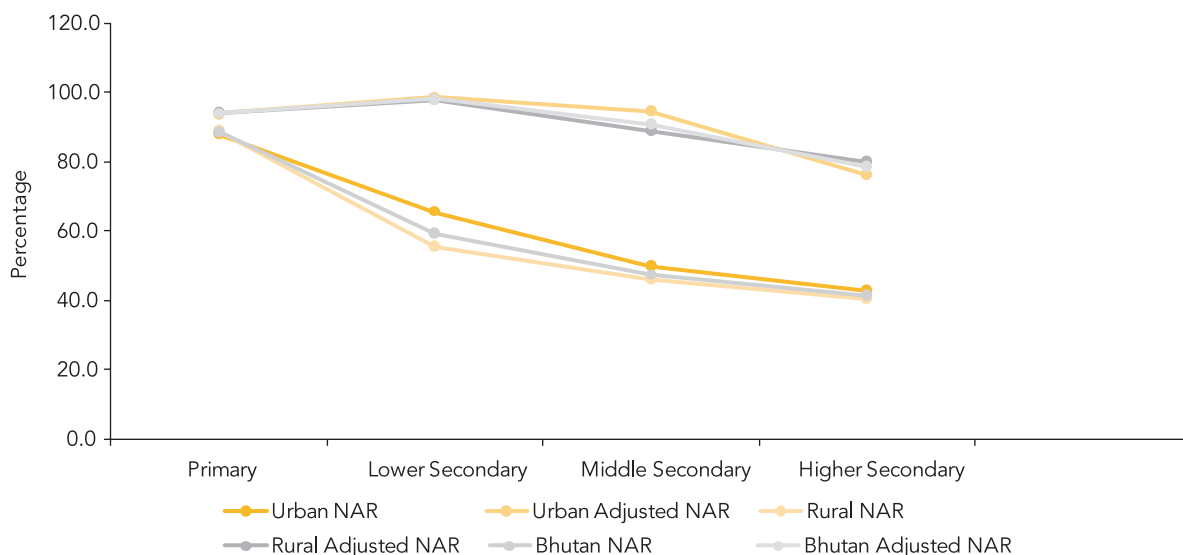 120.0
100.0
80.0
60.0
40.0
20.0
0.0
Percentage
Primary Lower Secondary Middle Secondary Higher Secondary
Urban NAR Urban Adjusted NAR Rural NAR
Rural Adjusted NAR Bhutan NAR Bhutan Adjusted NAR